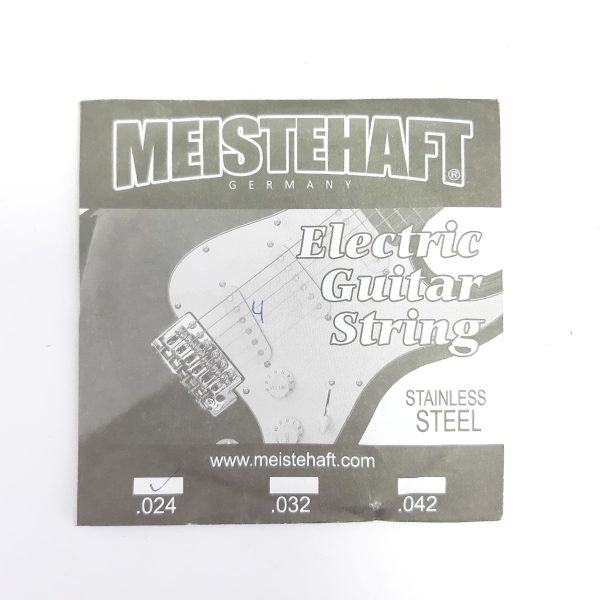 MEISTEHAFT®
GERMANY
Electric
Guitar
String
4
STAINLESS
STEEL
www.meistehaft.com
✓
.024 .032 .042